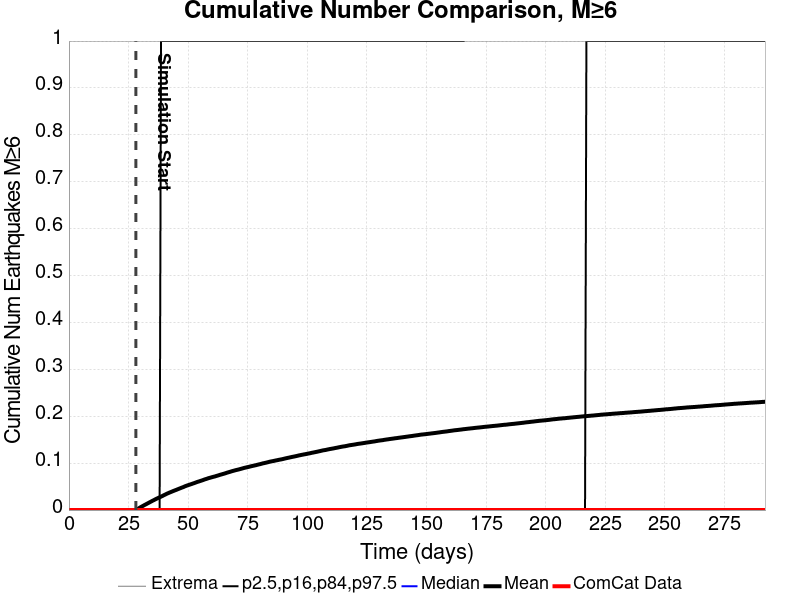 Cumulative Number Comparison, M≥6
Cumulative Num Earthquakes M≥6
1
0.9
0.8
0.7
0.6
0.5
0.4
0.3
0.2
0.1
0
Simulation Start
0 25 50 75 100 125 150 175 200 225 250 275
Time (days)
Extrema p2.5,p16,p84,p97.5 Median Mean ComCat Data